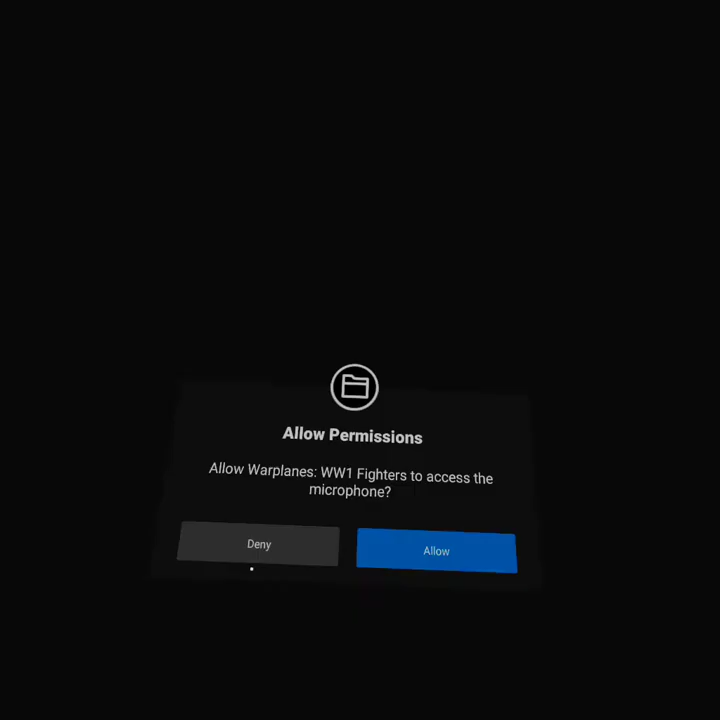 Allow Permissions
Allow Warplanes: WW1 Fighters to access the
microphone?
Deny
Allow